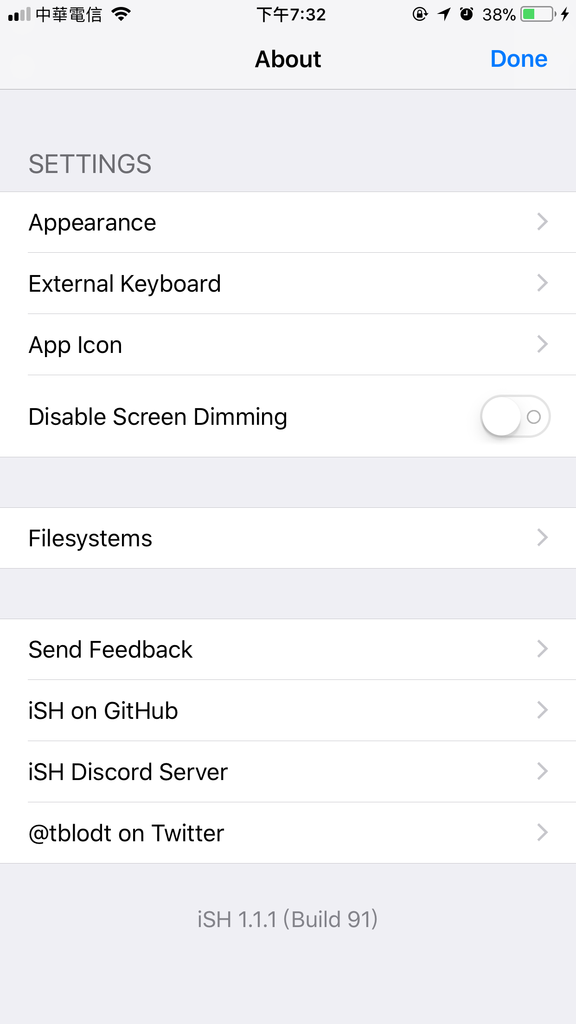 中華電信 下午7:32 38%
About Done
SETTINGS
Appearance
External Keyboard
App Icon
Disable Screen Dimming
Filesystems
Send Feedback
iSH on GitHub
iSH Discord Server
@tblodt on Twitter
iSH 1.1.1 (Build 91)